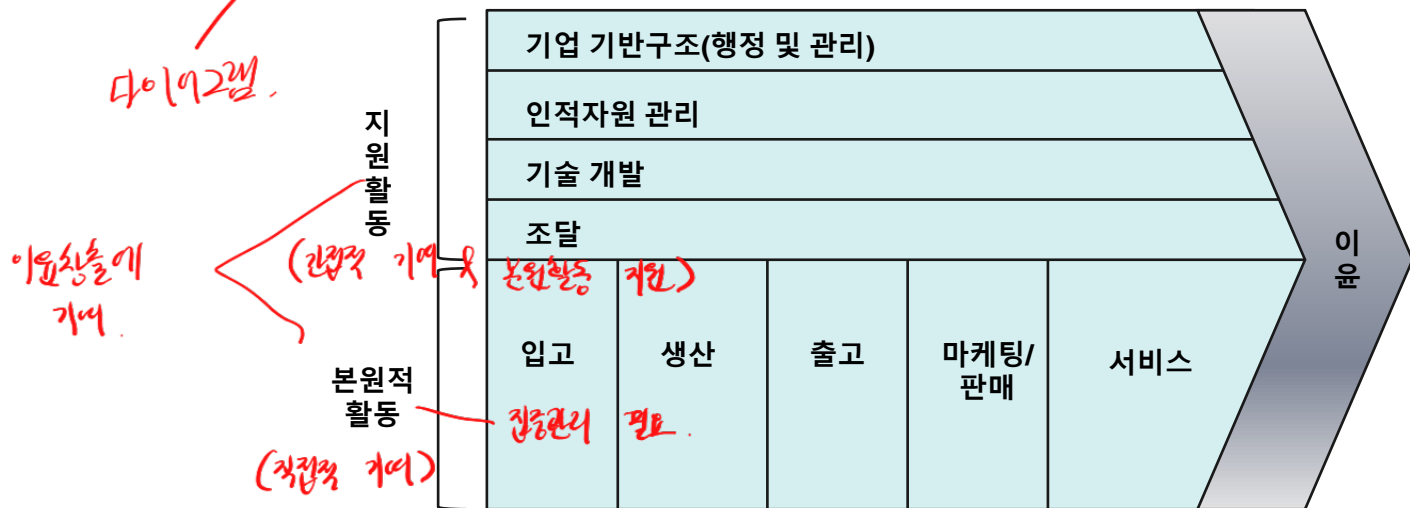 기업 기반구조(행정 및 관리)
다이어그램.
인적자원 관리
지원활동
기술 개발
조달
이윤
이윤창출에
기여.
(간접적 기여 & 본원활동 지원)
입고
생산
출고
마케팅/
판매
서비스
본원적
활동
집중관리 필요.
(직접적 기여)